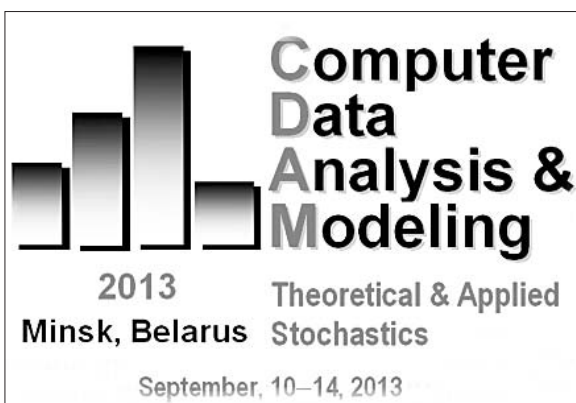 Computer
Data
Analysis &
Modeling
2013
Minsk, Belarus
Theoretical & Applied
Stochastics
September, 10–14, 2013